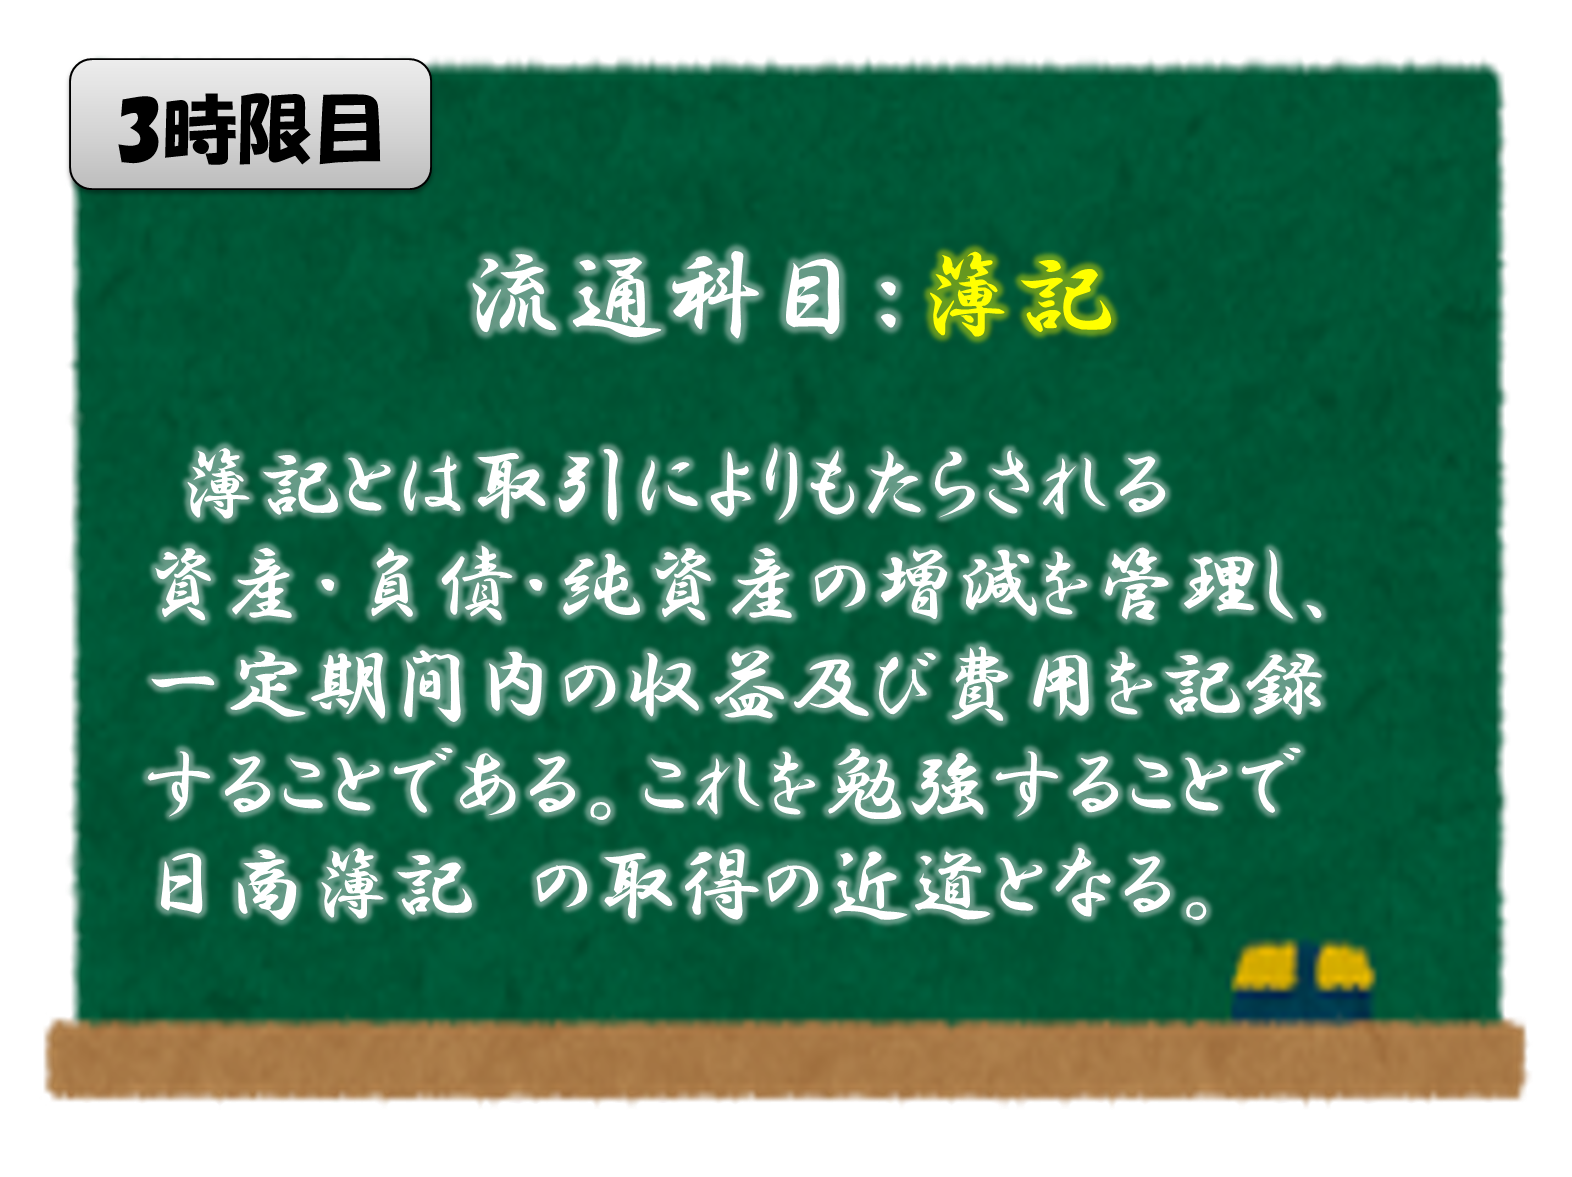 3時限目
流通科目：簿記
簿記とは取引によりもたらされる
資産・負債・純資産の増減を管理し、
一定期間内の収益及び費用を記録
することである。これを勉強することで
日商簿記　の取得の近道となる。